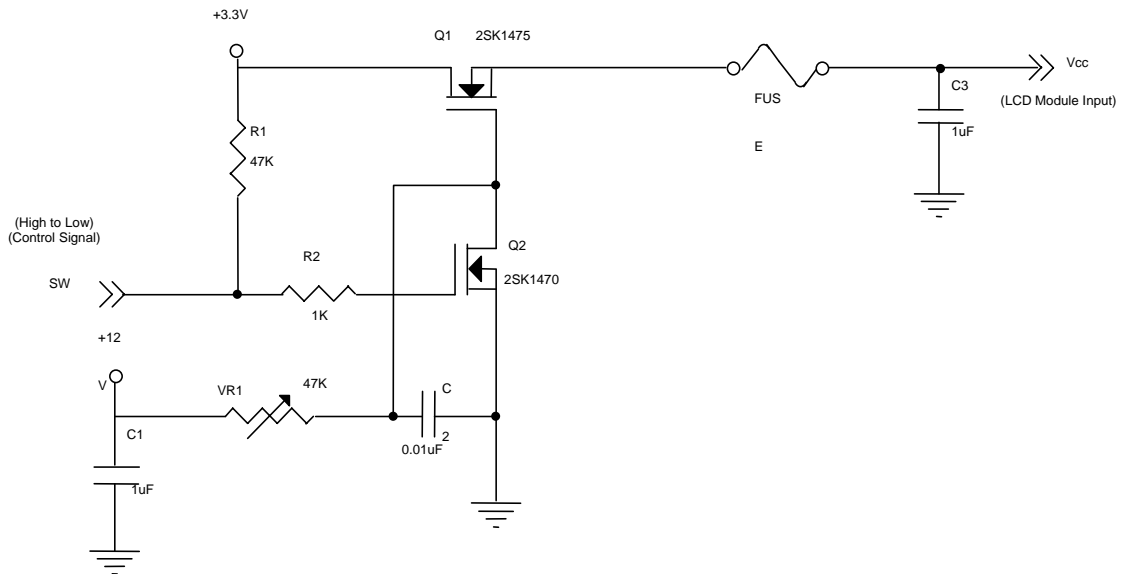 +3.3V
Q1 2SK1475
Vcc
C3
(LCD Module Input)
FUS
E
1uF
R1
47K
(High to Low)
(Control Signal)
SW
R2
1K
Q2
2SK1470
+12
V
VR1
47K
C
2
0.01uF
C1
1uF